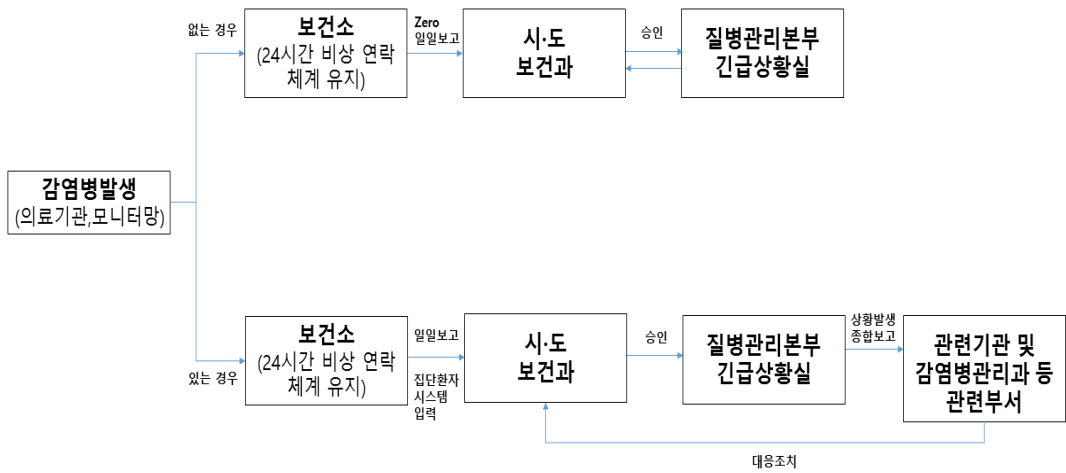 없는 경우
보건소
(24시간 비상 연락
체계 유지)
Zero
일일보고
시·도
보건과
승인
질병관리본부
긴급상황실
감염병발생
(의료기관,모니터망)
있는 경우
보건소
(24시간 비상 연락
체계 유지)
일일보고
집단환자
시스템
입력
시·도
보건과
승인
질병관리본부
긴급상황실
상황발생
종합보고
관련기관 및
감염병관리과 등
관련부서
대응조치